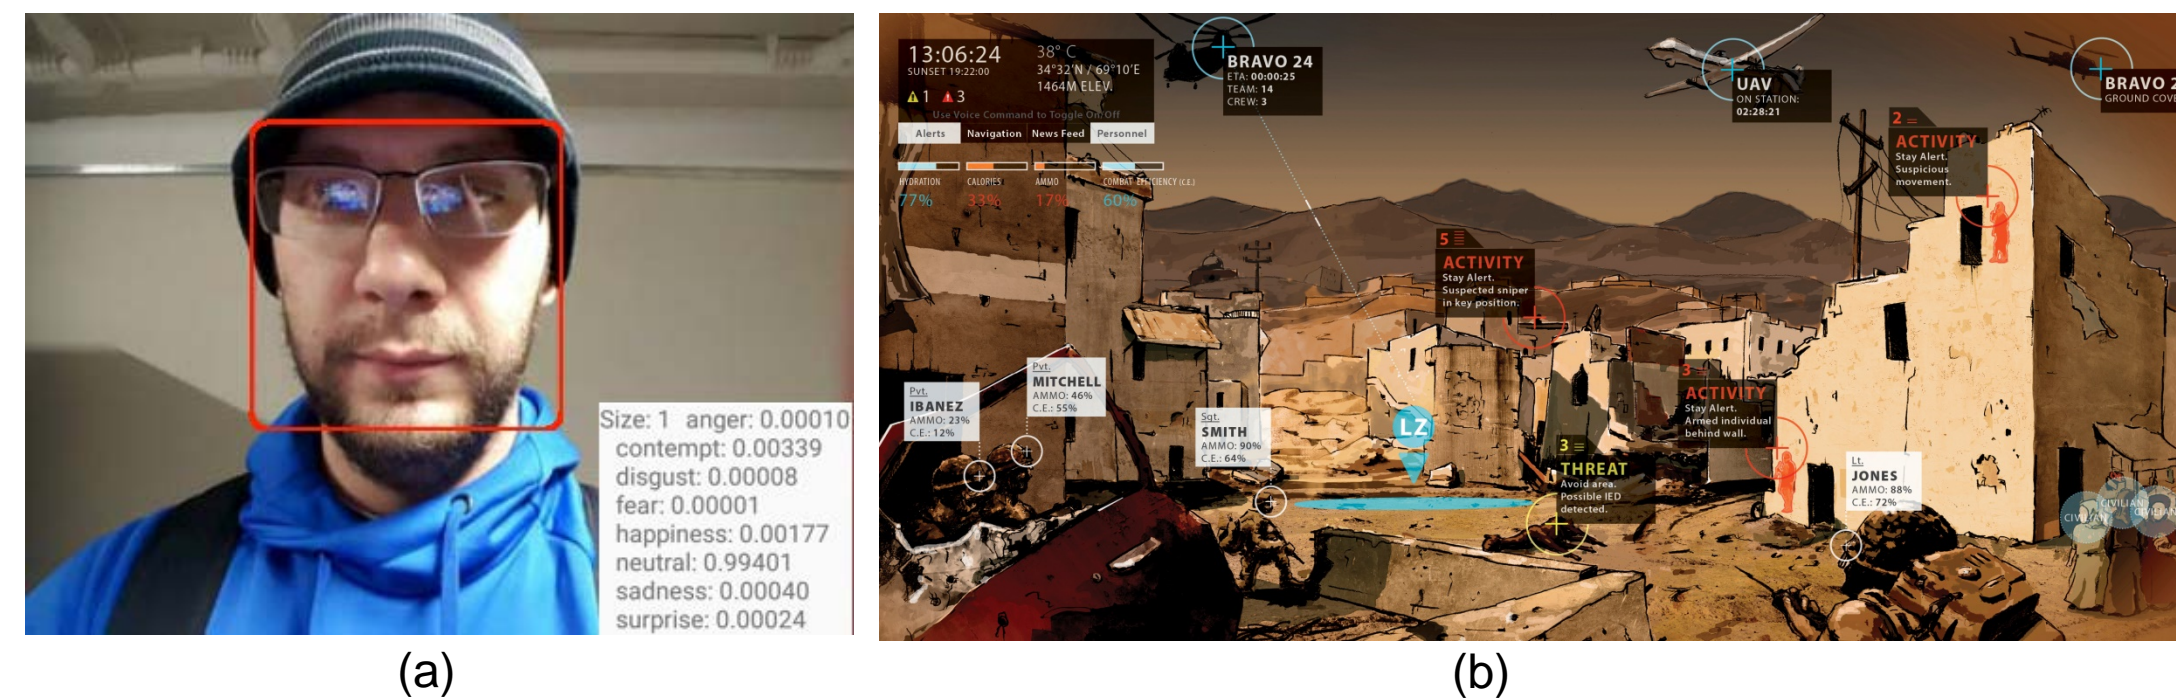 Size: 1 anger: 0.00010
contempt: 0.00339
disgust: 0.00008
fear: 0.00001
happiness: 0.00177
neutral: 0.99401
sadness: 0.00040
surprise: 0.00024
(a)
13:06:24
SUNSET 19:22:00
38° C
34°32'N / 69°10'E
1464M ELEV.
1 3
Use Voice Command to Toggle On/Off
Alerts Navigation News Feed Personnel
HYDRATION CALORIES AMMO COMBAT EFFICIENCY (C.E.)
77% 33% 17% 60%
BRAVO 24
ETA: 00:00:25
TEAM: 14
CREW: 3
UAV
ON STATION:
02:28:21
BRAVO 2
GROUND COVE
2
ACTIVITY
Stay Alert.
Suspicious
movement.
5
ACTIVITY
Stay Alert.
Suspected sniper
in key position.
3
ACTIVITY
Stay Alert.
Armed individual
behind wall.
3
THREAT
Avoid area.
Possible IED
detected.
Pvt.
IBANEZ
AMMO: 23%
C.E.: 12%
Pvt.
MITCHELL
AMMO: 46%
C.E.: 55%
Sgt.
SMITH
AMMO: 90%
C.E.: 64%
LZ
Lt.
JONES
AMMO: 88%
C.E.: 72%
CIVILIAN
CIVILIAN
CIVILIAN
(b)